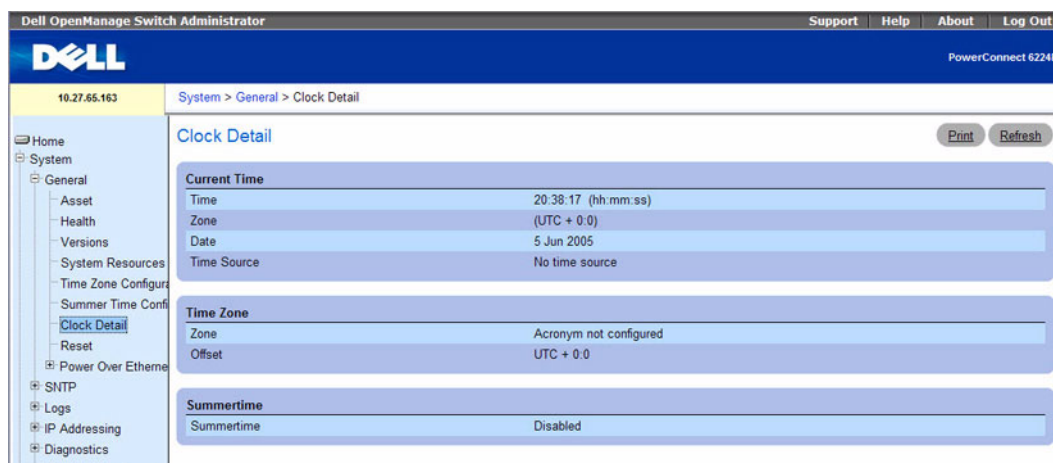 Dell OpenManage Switch Administrator
Support | Help | About | Log Out
DELL
PowerConnect 6224
10.27.65.163
System > General > Clock Detail
Home
System
General
Asset
Health
Versions
System Resources
Time Zone Configura
Summer Time Confi
Clock Detail
Reset
Power Over Etherne
SNTP
Logs
IP Addressing
Diagnostics
Clock Detail
Print
Refresh
Current Time
Time 20:38:17 (hh:mm:ss)
Zone (UTC + 0:0)
Date 5 Jun 2005
Time Source No time source
Time Zone
Zone Acronym not configured
Offset UTC + 0:0
Summertime
Summertime Disabled